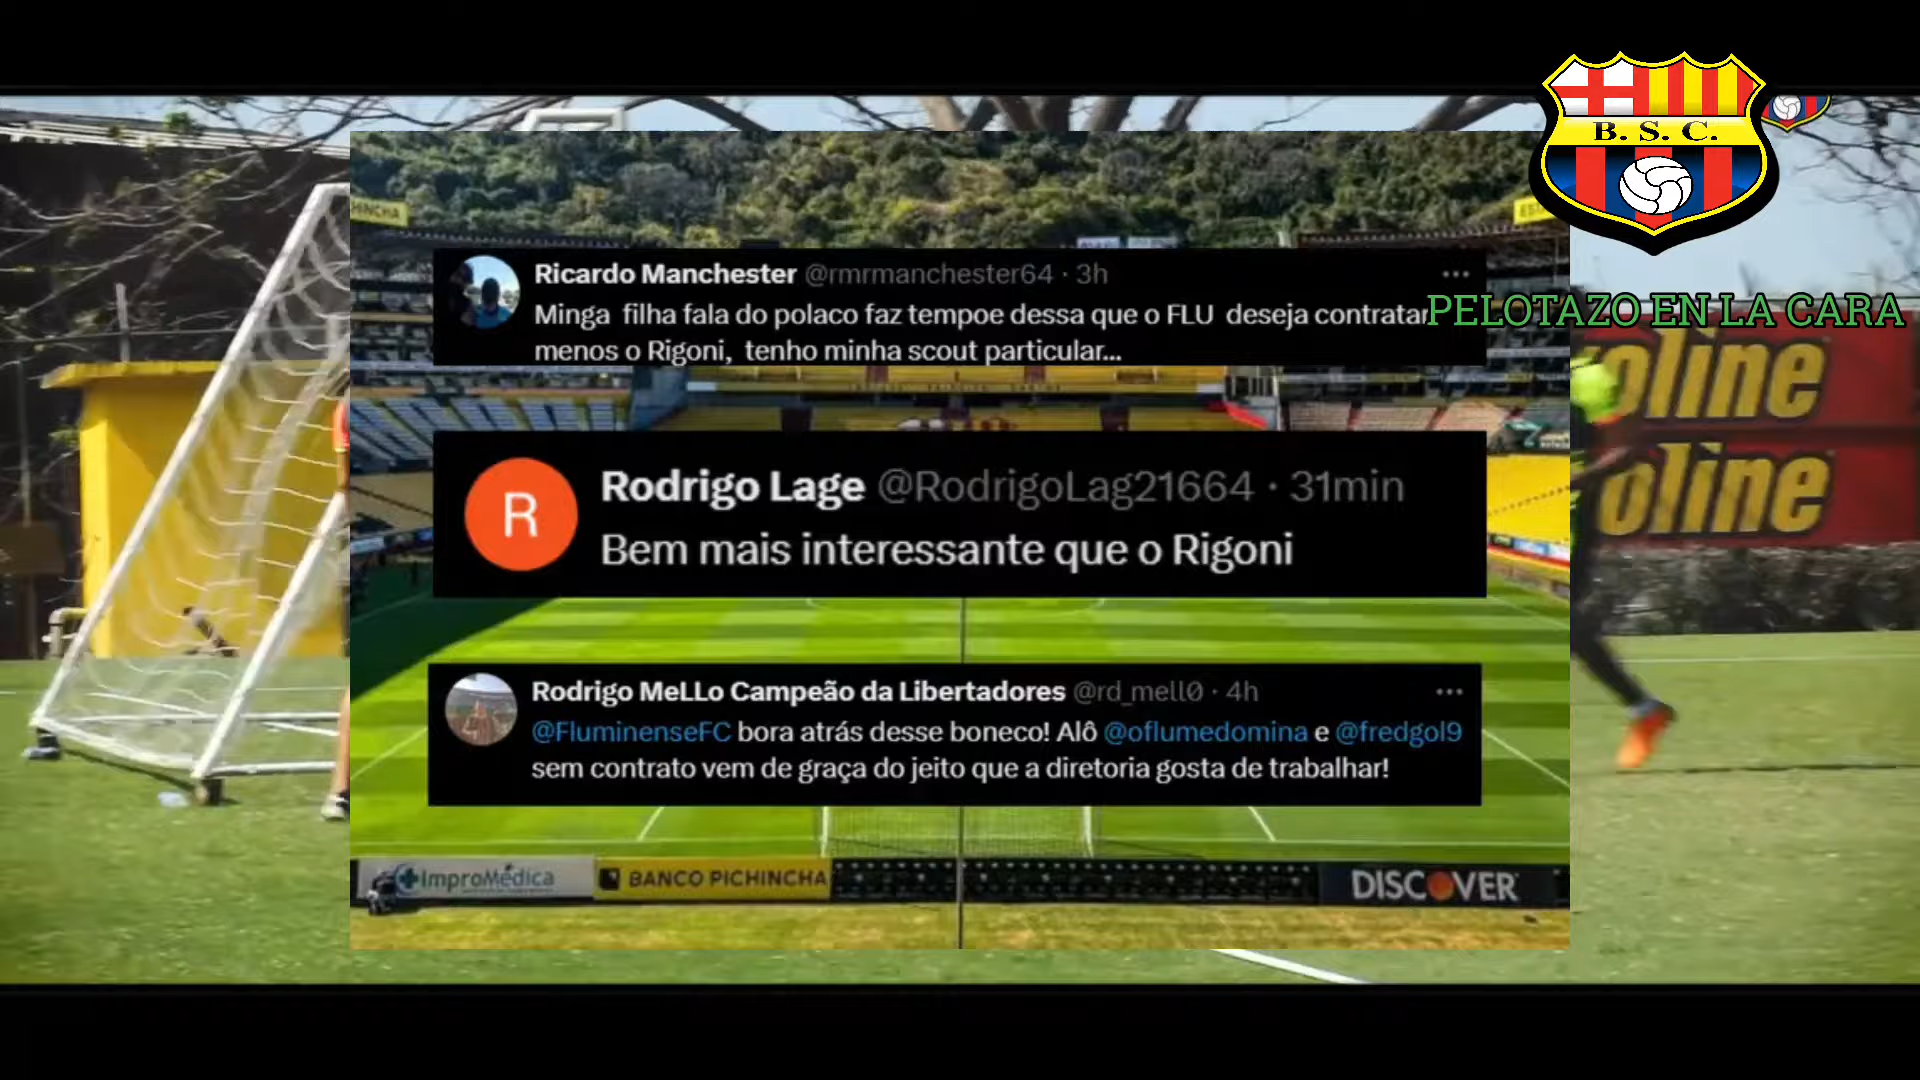 B. S. C.
PELOTAZO EN LA CARA
Ricardo Manchester @rmrmanchester64 · 3h
Minga filha fala do polaco faz tempoe dessa que o FLU deseja contratar
menos o Rigoni, tenho minha scout particular...
oline
oline
R
Rodrigo Lage @RodrigoLag21664 · 31min
Bem mais interessante que o Rigoni
Rodrigo MeLLo Campeão da Libertadores @rd_mell0 · 4h
@FluminenseFC bora atrás desse boneco! Alô @oflumedomina e @fredgol9
sem contrato vem de graça do jeito que a diretoria gosta de trabalhar!
ImproMédica
BANCO PICHINCHA
DISCOVER